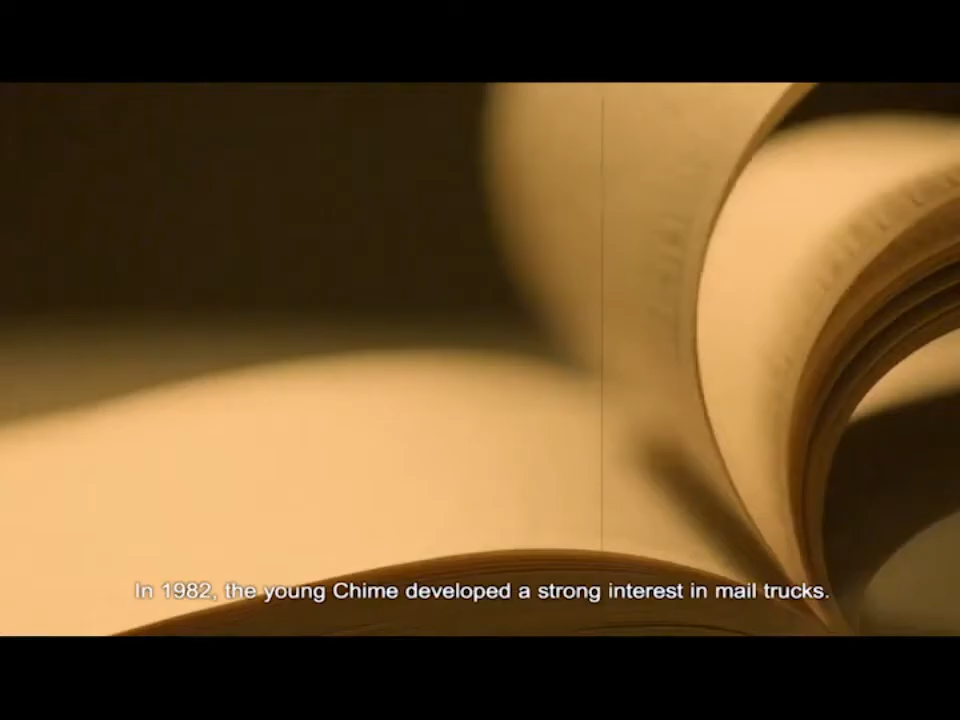 In 1982, the young Chime developed a strong interest in mail trucks.